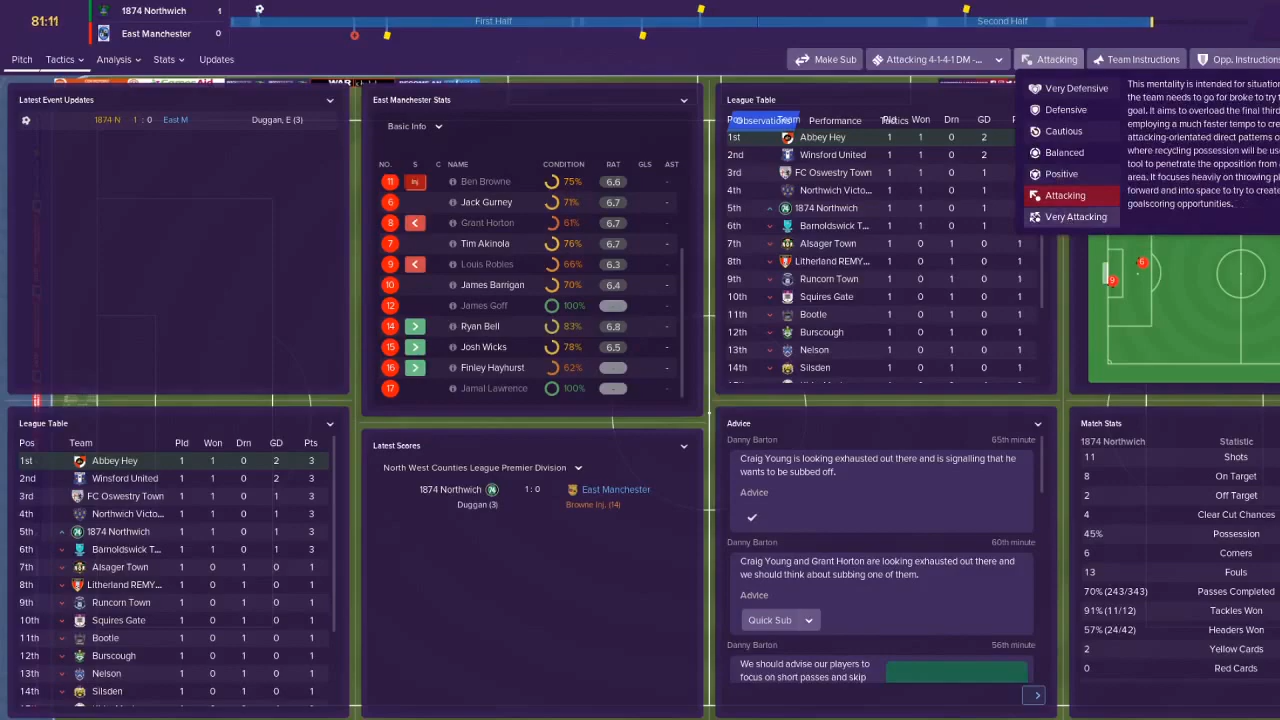 81:11
1874 Northwich 1
East Manchester 0
First Half
Second Half
Pitch
Tactics
Analysis
Stats
Updates
Make Sub
Attacking 4-1-4-1 DM -...
Attacking
Team Instructions
Opp. Instructions
Latest Event Updates
1874 N 1 : 0 East M Duggan, E (3)
East Manchester Stats
Basic Info
NO. S C NAME CONDITION RAT GLS AST
11 Inj Ben Browne 75% 6.6 -
6 Jack Gurney 71% 6.7 -
8 Grant Horton 61% 6.7 -
7 Tim Akinola 76% 6.7 -
9 Louis Robles 66% 6.3 -
10 James Barrigan 70% 6.4 -
12 James Goff 100% - -
14 Ryan Bell 83% 6.8 -
15 Josh Wicks 78% 6.5 -
16 Finley Hayhurst 62% - -
17 Jamal Lawrence 100% - -
League Table
Observations Performance Tactics
Pos Team Pld Won Drn GD
1st Abbey Hey 1 1 0 2
2nd Winsford United 1 1 0 2
3rd FC Oswestry Town 1 1 0 1
4th Northwich Victo... 1 1 0 1
5th 1874 Northwich 1 1 0 1
6th Barnoldswick T...
7th Alsager Town 1 0 1 0 1
8th Litherland REMY... 1 0 1 0 1
9th Runcorn Town 1 0 1 0 1
10th Squires Gate 1 0 1 0 1
11th Bootle 1 0 1 0 1
12th Burscough 1 0 1 0 1
13th Nelson 1 0 1 0 1
14th Silsden 1 0 1 0 1
Very Defensive
Defensive
Cautious
Balanced
Positive
Attacking
Very Attacking
This mentality is intended for situation
the team needs to go for broke to try t
goal. It aims to overload the final third
employing a much faster tempo to cre
attacking-orientated direct patterns o
where recycling possession will be use
tool to penetrate the opposition from a
area. It focuses heavily on throwing pl
forward and into space to try to create
goalscoring opportunities.
6
9
League Table
Pos Team Pld Won Drn GD Pts
1st Abbey Hey 1 1 0 2 3
2nd Winsford United 1 1 0 2 3
3rd FC Oswestry Town 1 1 0 1 3
4th Northwich Victo... 1 1 0 1 3
5th 1874 Northwich 1 1 0 1 3
6th Barnoldswick T... 1 1 0 1 3
7th Alsager Town 1 0 1 0 1
8th Litherland REMY... 1 0 1 0 1
9th Runcorn Town 1 0 1 0 1
10th Squires Gate 1 0 1 0 1
11th Bootle 1 0 1 0 1
12th Burscough 1 0 1 0 1
13th Nelson 1 0 1 0 1
14th Silsden 1 0 1 0 1
Latest Scores
North West Counties League Premier Division
1874 Northwich 1 : 0 East Manchester
Duggan (3) Browne Inj. (14)
Advice
Danny Barton 65th minute
Craig Young is looking exhausted out there and is signalling that he
wants to be subbed off.
Advice
Danny Barton 60th minute
Craig Young and Grant Horton are looking exhausted out there and
we should think about subbing one of them.
Advice
Quick Sub
Danny Barton 56th minute
We should advise our players to
focus on short passes and skip
Match Stats
1874 Northwich Statistic
11 Shots
8 On Target
2 Off Target
4 Clear Cut Chances
45% Possession
6 Corners
13 Fouls
70% (243/343) Passes Completed
91% (11/12) Tackles Won
57% (24/42) Headers Won
2 Yellow Cards
0 Red Cards